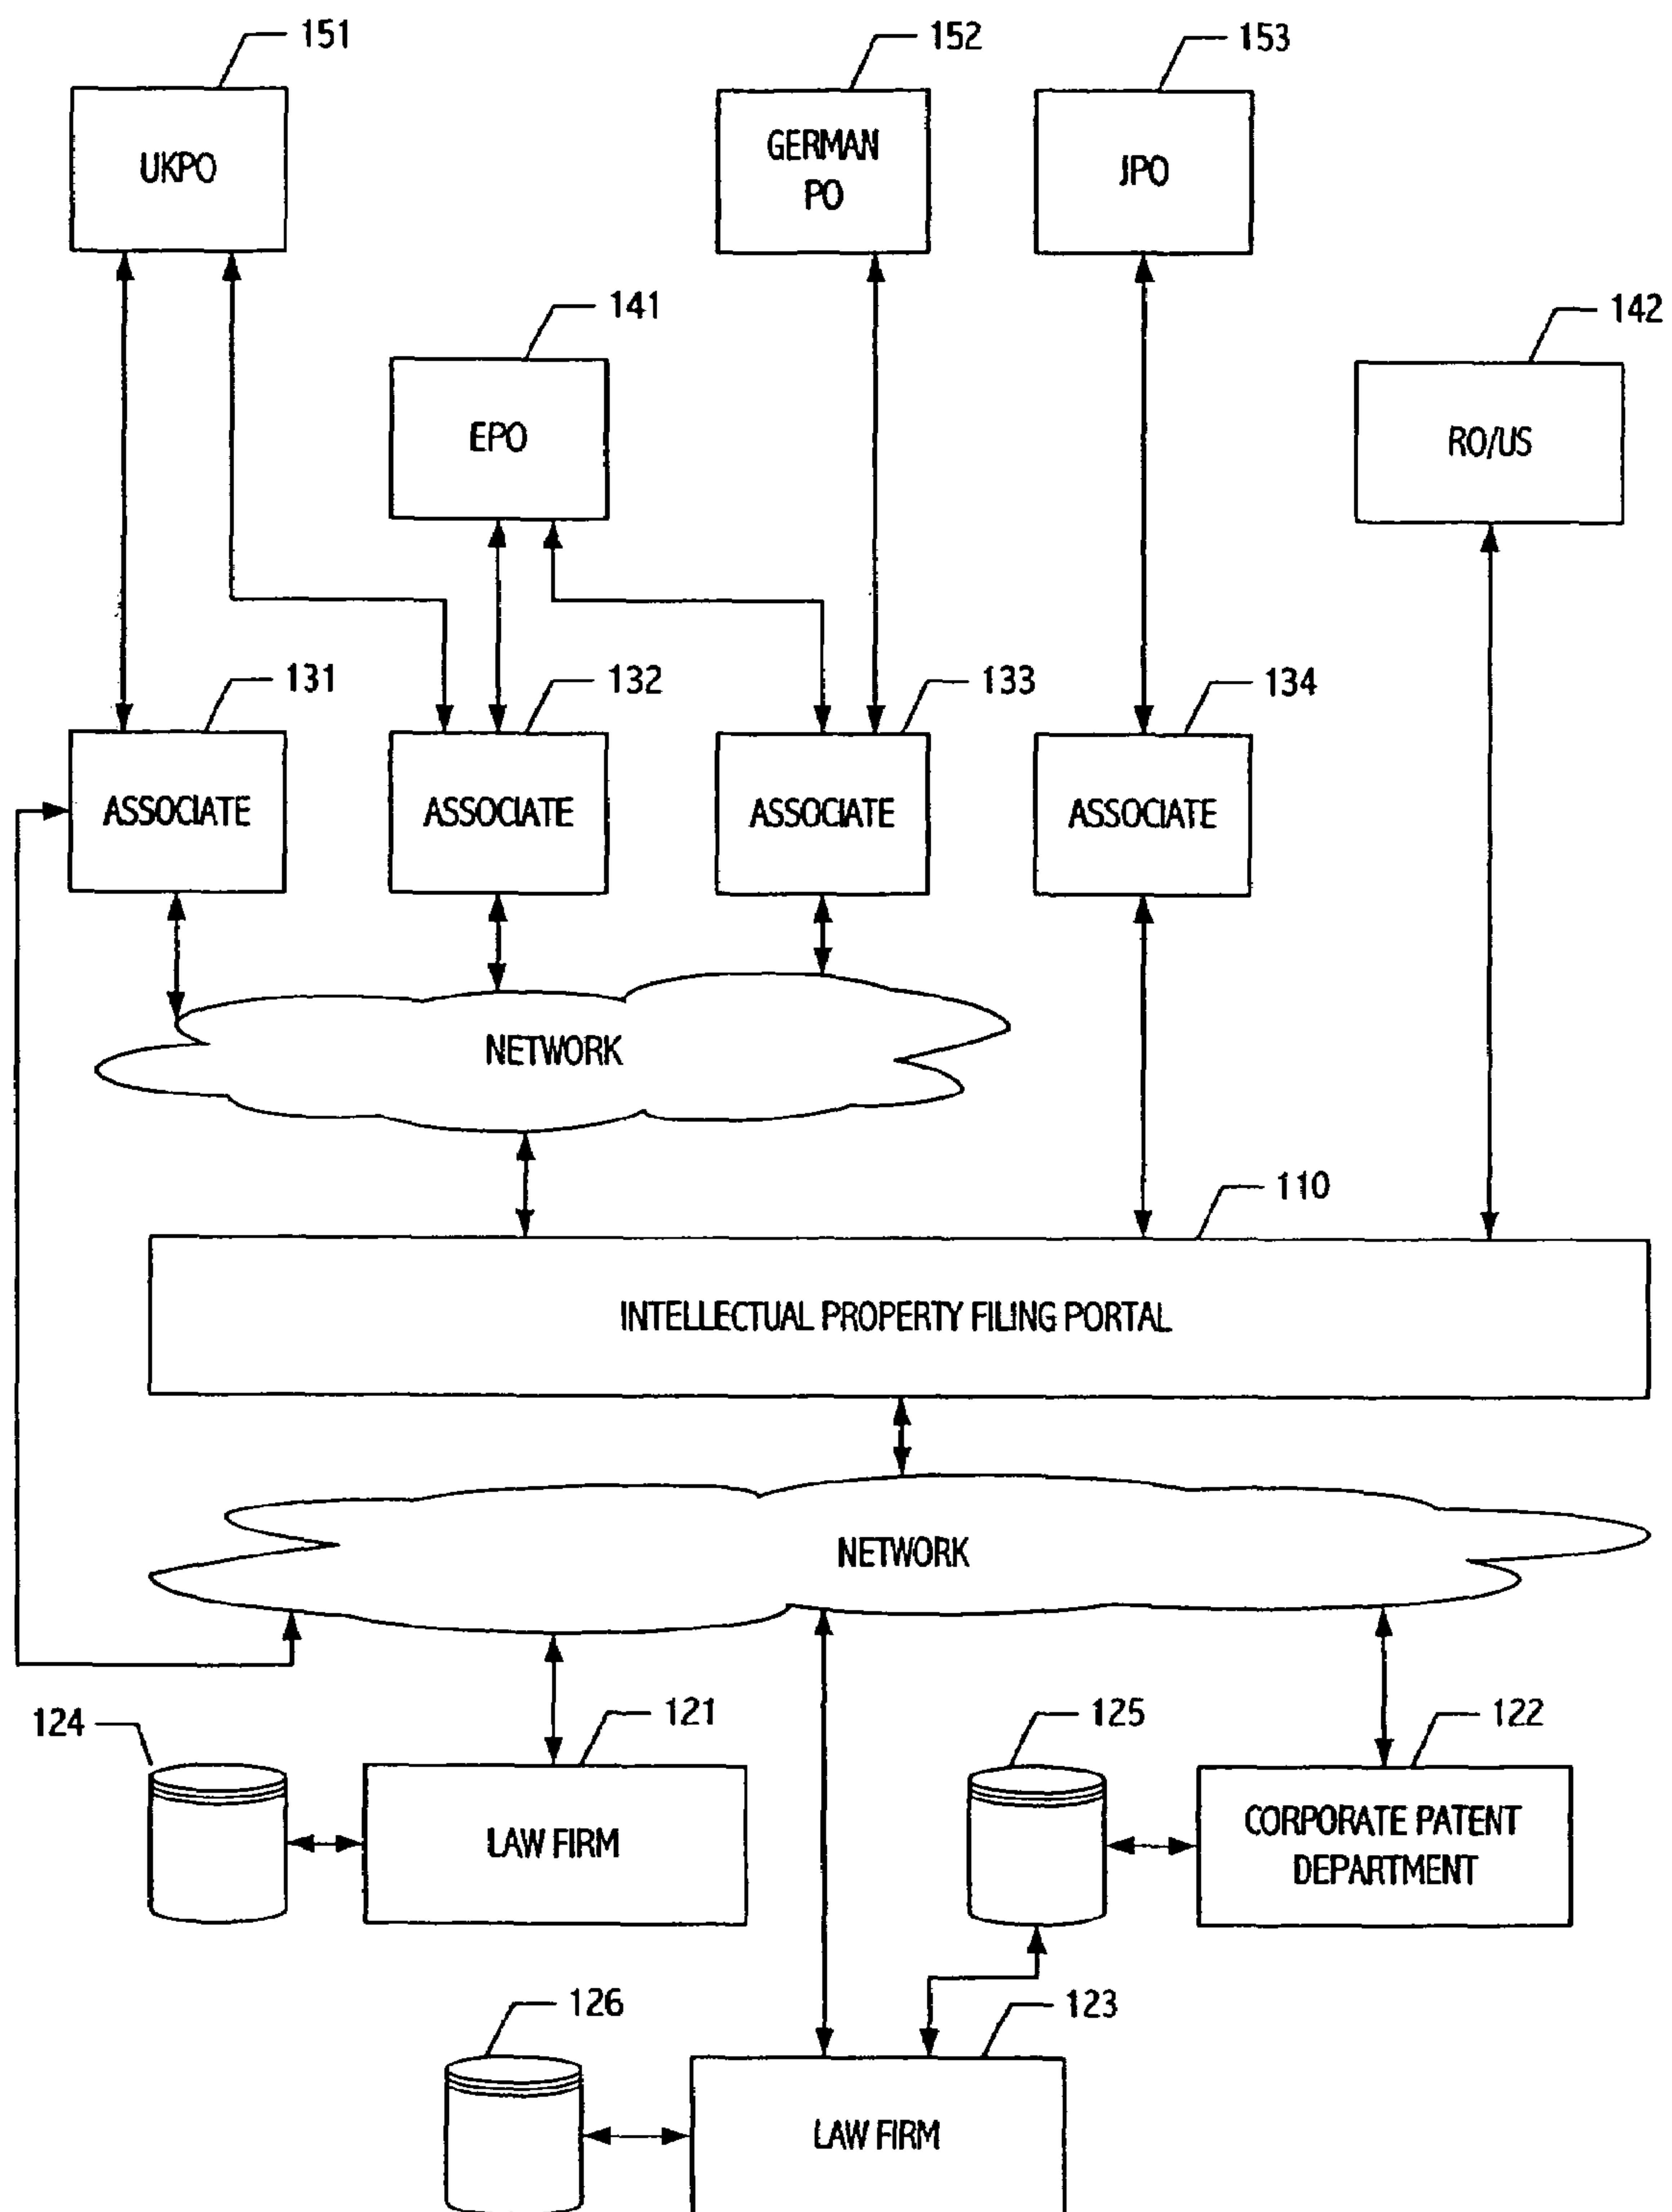 151
152
153
UKPO
GERMAN
PO
JPO
141
142
EPO
RO/US
131
132
133
134
ASSOCIATE
ASSOCIATE
ASSOCIATE
ASSOCIATE
NETWORK
110
INTELLECTUAL PROPERTY FILING PORTAL
NETWORK
124
121
125
122
LAW FIRM
CORPORATE PATENT
DEPARTMENT
126
123
LAW FIRM